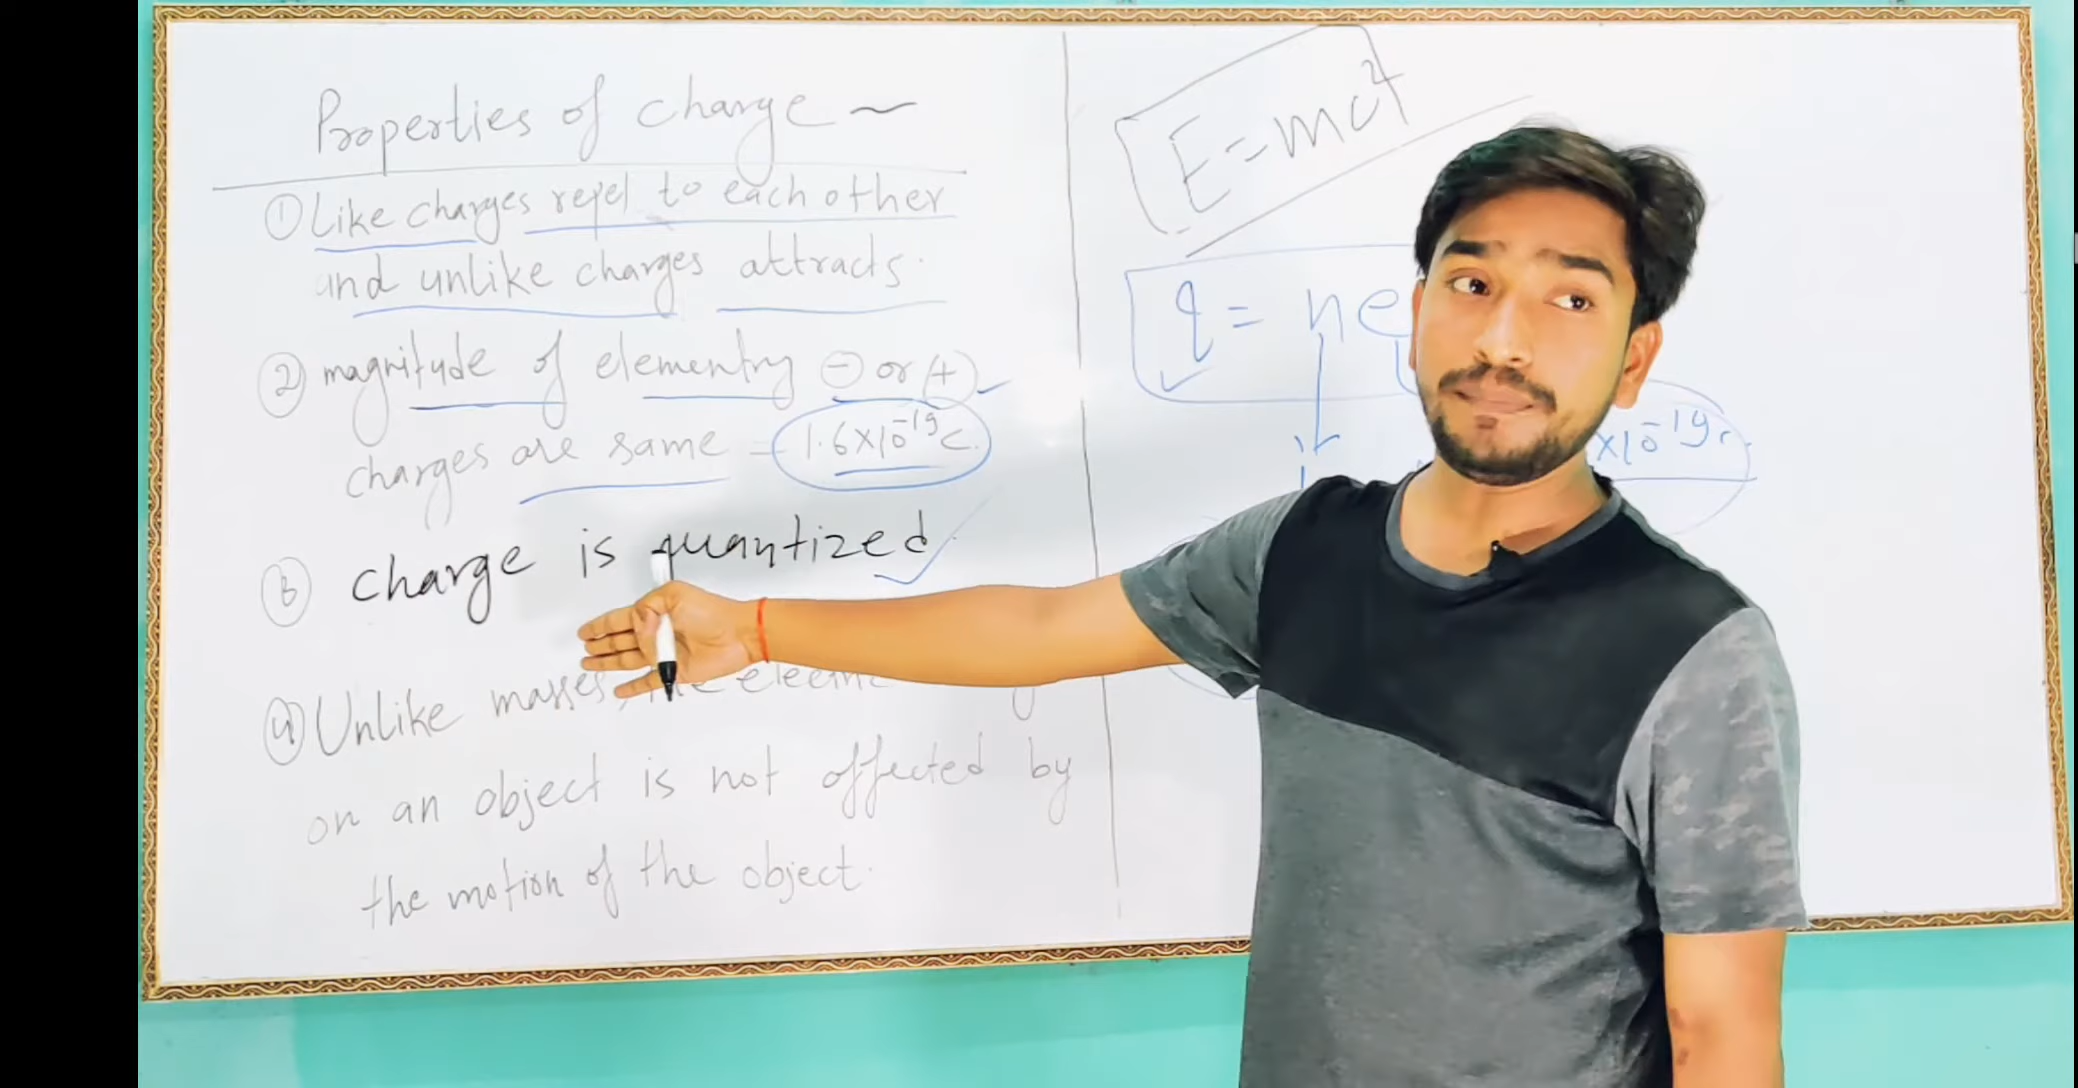 Properties of charge ~
① Like charges repel to each other
and unlike charges attracts.
② magnitude of elementry ⊖ or ⊕
charges are same = 1.6×10⁻¹⁹ C.
③ charge is quantized
④ Unlike masses, the
on an object is not affected by
the motion of the object.
E=mc²
q = ne
×10⁻¹⁹